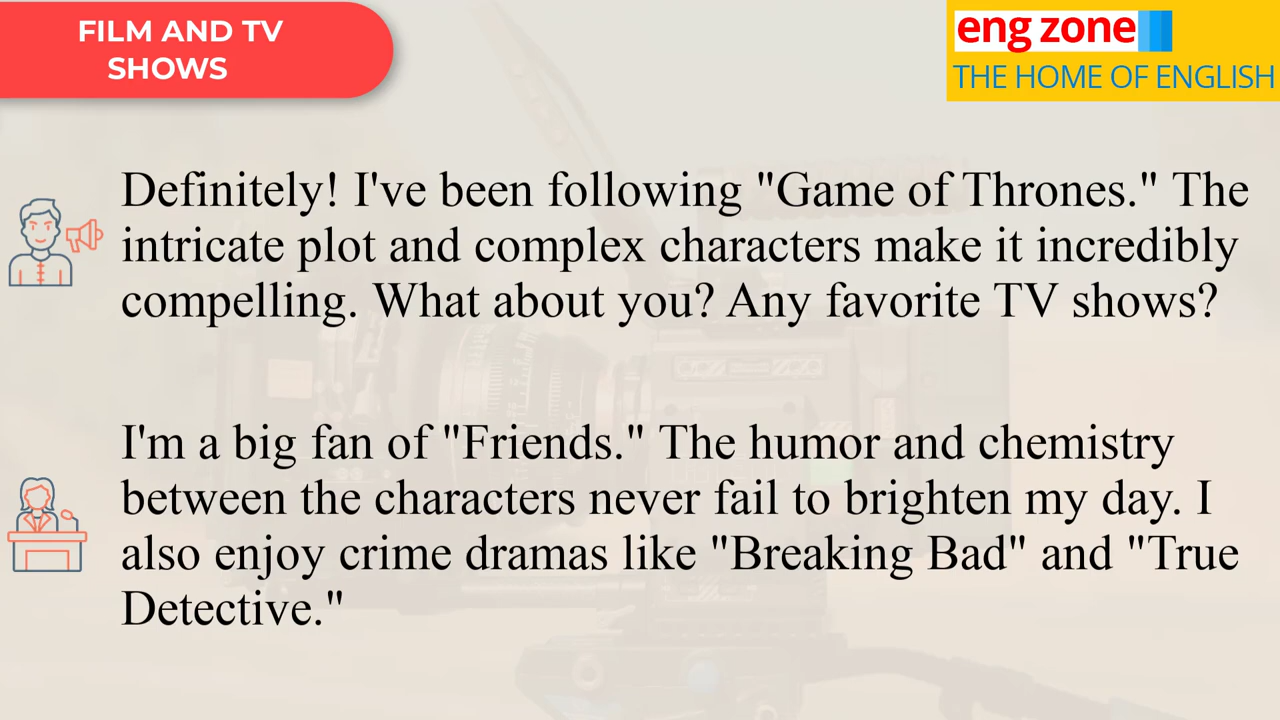 FILM AND TV
SHOWS
eng zone
THE HOME OF ENGLISH
Definitely! I've been following "Game of Thrones." The
intricate plot and complex characters make it incredibly
compelling. What about you? Any favorite TV shows?
I'm a big fan of "Friends." The humor and chemistry
between the characters never fail to brighten my day. I
also enjoy crime dramas like "Breaking Bad" and "True
Detective."